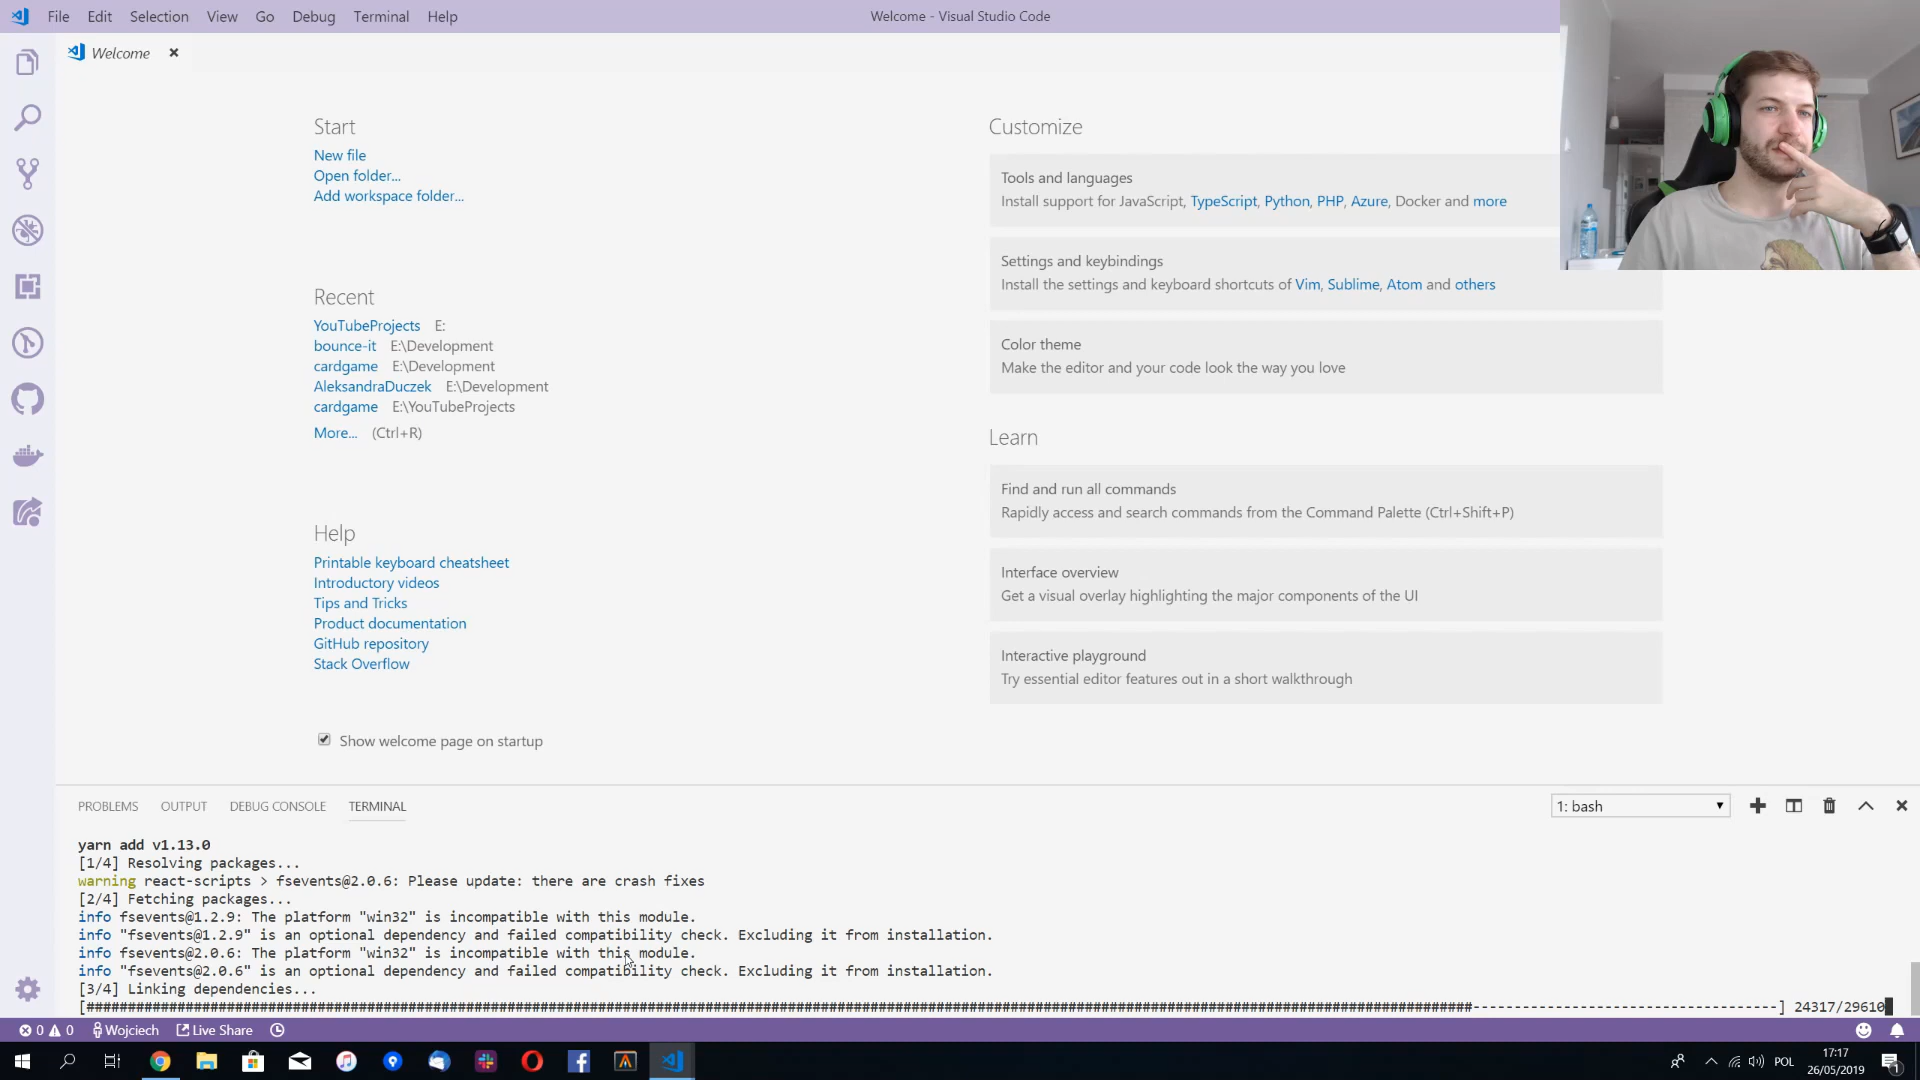 File Edit Selection View Go Debug Terminal Help
Welcome - Visual Studio Code
Welcome
Start
New file
Open folder...
Add workspace folder...
Recent
YouTubeProjects E:
bounce-it E:\Development
cardgame E:\Development
AleksandraDuczek E:\Development
cardgame E:\YouTubeProjects
More... (Ctrl+R)
Help
Printable keyboard cheatsheet
Introductory videos
Tips and Tricks
Product documentation
GitHub repository
Stack Overflow
Show welcome page on startup
Customize
Tools and languages
Install support for JavaScript, TypeScript, Python, PHP, Azure, Docker and more
Settings and keybindings
Install the settings and keyboard shortcuts of Vim, Sublime, Atom and others
Color theme
Make the editor and your code look the way you love
Learn
Find and run all commands
Rapidly access and search commands from the Command Palette (Ctrl+Shift+P)
Interface overview
Get a visual overlay highlighting the major components of the UI
Interactive playground
Try essential editor features out in a short walkthrough
PROBLEMS OUTPUT DEBUG CONSOLE TERMINAL
1: bash
yarn add v1.13.0
[1/4] Resolving packages...
warning react-scripts > fsevents@2.0.6: Please update: there are crash fixes
[2/4] Fetching packages...
info fsevents@1.2.9: The platform "win32" is incompatible with this module.
info "fsevents@1.2.9" is an optional dependency and failed compatibility check. Excluding it from installation.
info fsevents@2.0.6: The platform "win32" is incompatible with this module.
info "fsevents@2.0.6" is an optional dependency and failed compatibility check. Excluding it from installation.
[3/4] Linking dependencies...
24317/29610
0 0 Wojciech Live Share
POL
17:17
26/05/2019
1